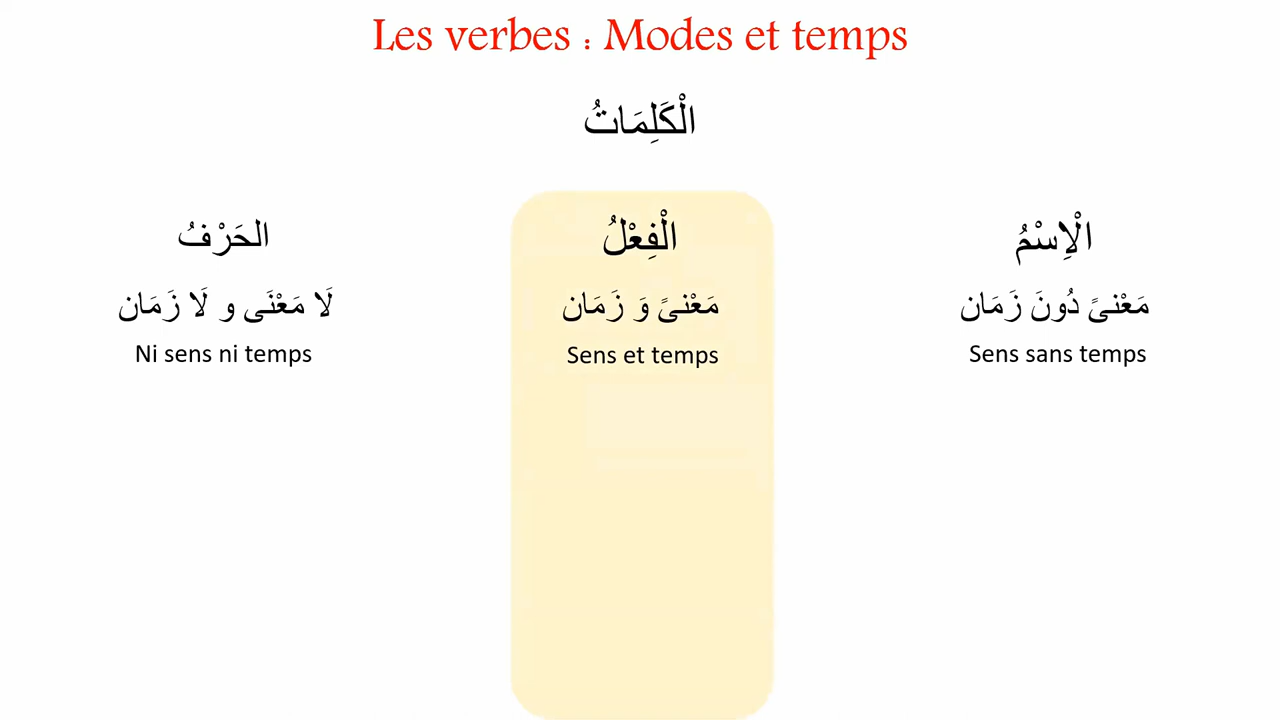 Les verbes : Modes et temps
الْكَلِمَاتُ
الْاِسْمُ
مَعْنىً دُونَ زَمَان
Sens sans temps
الْفِعْلُ
مَعْنىً وَ زَمَان
Sens et temps
الحَرْفُ
لَا مَعْنَى و لَا زَمَان
Ni sens ni temps